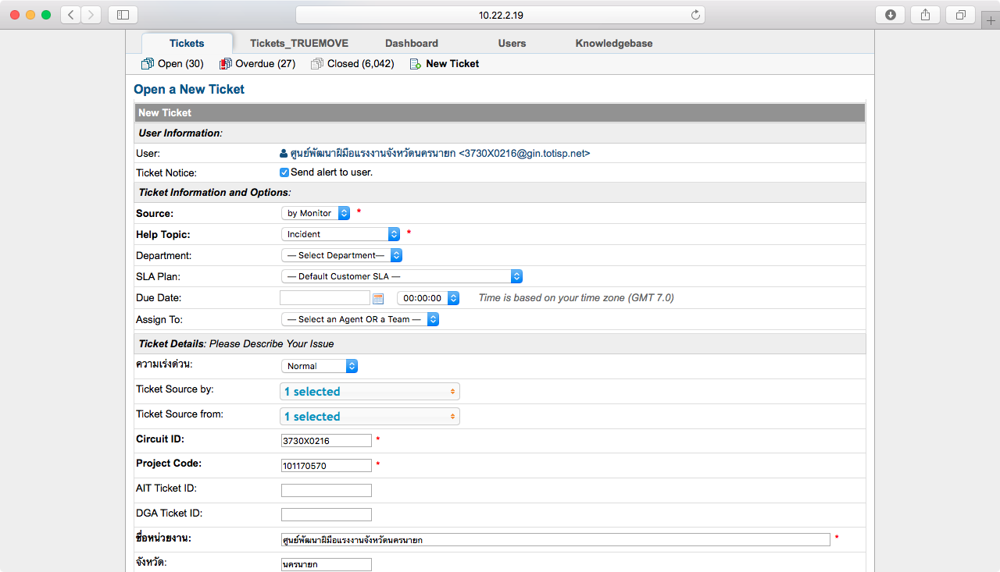 10.22.2.19
Tickets Tickets_TRUEMOVE Dashboard Users Knowledgebase
Open (30) Overdue (27) Closed (6,042) New Ticket
Open a New Ticket
New Ticket
User Information:
User: ศูนย์พัฒนาฝีมือแรงงานจังหวัดนครนายก <3730X0216@gin.totisp.net>
Ticket Notice: Send alert to user.
Ticket Information and Options:
Source: by Monitor *
Help Topic: Incident *
Department: — Select Department—
SLA Plan: — Default Customer SLA —
Due Date: 00:00:00 Time is based on your time zone (GMT 7.0)
Assign To: — Select an Agent OR a Team —
Ticket Details: Please Describe Your Issue
ความเร่งด่วน: Normal
Ticket Source by: 1 selected
Ticket Source from: 1 selected
Circuit ID: 3730X0216 *
Project Code: 101170570 *
AIT Ticket ID:
DGA Ticket ID:
ชื่อหน่วยงาน: ศูนย์พัฒนาฝีมือแรงงานจังหวัดนครนายก *
จังหวัด: นครนายก